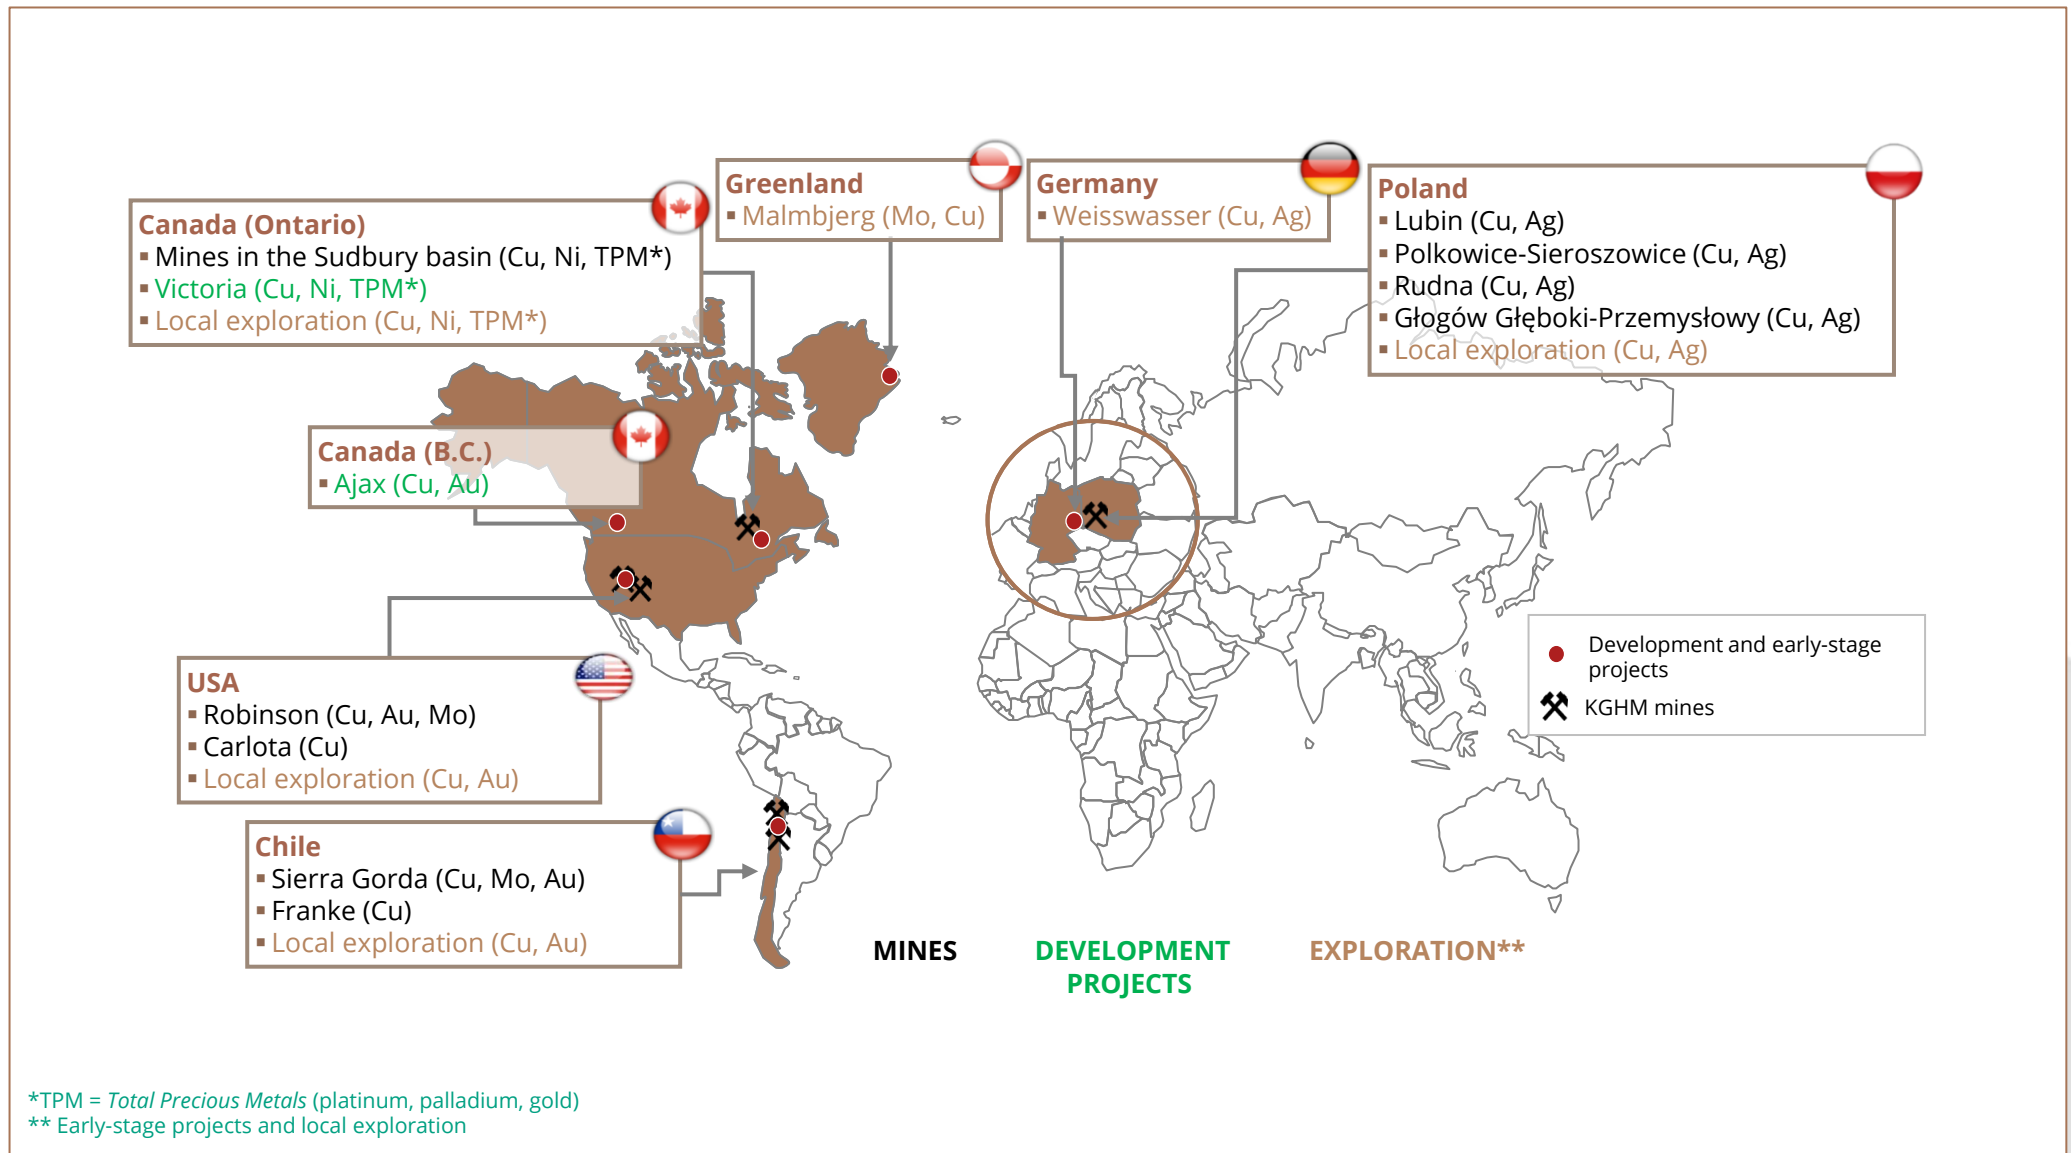 Canada (Ontario)
▪ Mines in the Sudbury basin (Cu, Ni, TPM*)
▪ Victoria (Cu, Ni, TPM*)
▪ Local exploration (Cu, Ni, TPM*)
Greenland
▪ Malmbjerg (Mo, Cu)
Germany
▪ Weisswasser (Cu, Ag)
Poland
▪ Lubin (Cu, Ag)
▪ Polkowice-Sieroszowice (Cu, Ag)
▪ Rudna (Cu, Ag)
▪ Głogów Głęboki-Przemysłowy (Cu, Ag)
▪ Local exploration (Cu, Ag)
Canada (B.C.)
▪ Ajax (Cu, Au)
USA
▪ Robinson (Cu, Au, Mo)
▪ Carlota (Cu)
▪ Local exploration (Cu, Au)
Chile
▪ Sierra Gorda (Cu, Mo, Au)
▪ Franke (Cu)
▪ Local exploration (Cu, Au)
Development and early-stage
projects
KGHM mines
MINES
DEVELOPMENT
PROJECTS
EXPLORATION**
*TPM = Total Precious Metals (platinum, palladium, gold)
** Early-stage projects and local exploration